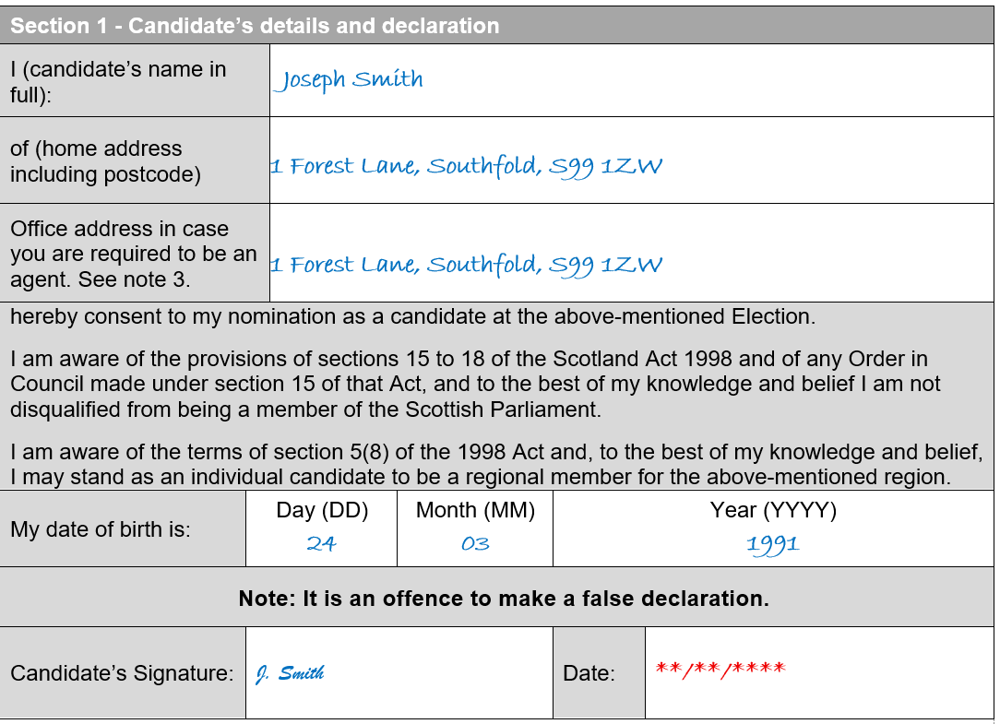 Section 1 - Candidate's details and declaration
I (candidate's name in
full):
Joseph Smith
of (home address
including postcode)
1 Forest Lane, Southfold, S99 1ZW
Office address in case
you are required to be an
agent. See note 3.
1 Forest Lane, Southfold, S99 1ZW
hereby consent to my nomination as a candidate at the above-mentioned Election.
I am aware of the provisions of sections 15 to 18 of the Scotland Act 1998 and of any Order in
Council made under section 15 of that Act, and to the best of my knowledge and belief I am not
disqualified from being a member of the Scottish Parliament.
I am aware of the terms of section 5(8) of the 1998 Act and, to the best of my knowledge and belief,
I may stand as an individual candidate to be a regional member for the above-mentioned region.
My date of birth is:
Day (DD)
24
Month (MM)
03
Year (YYYY)
1991
Note: It is an offence to make a false declaration.
Candidate's Signature:
J. Smith
Date:
**/**/****